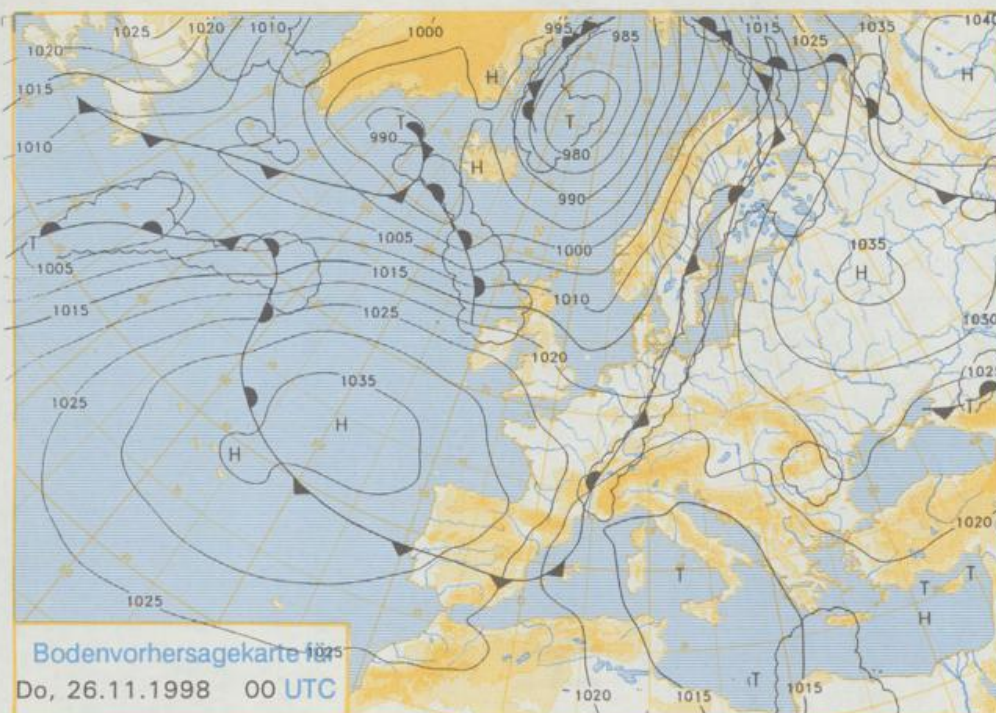 1025 1020 1010 1000 995 985 1015 1025 1035 1040
1020
H H
1015
T T
990
980
1010
H
990
1005 1000 1035
T H
1005 1015
1010
1015 1025 1030
1020
1025
1035
1025
T
H
H
1020
T T T
1025 H
Bodenvorhersagekarte für 1025
Do, 26.11.1998 00 UTC
T
1020 1015 1015